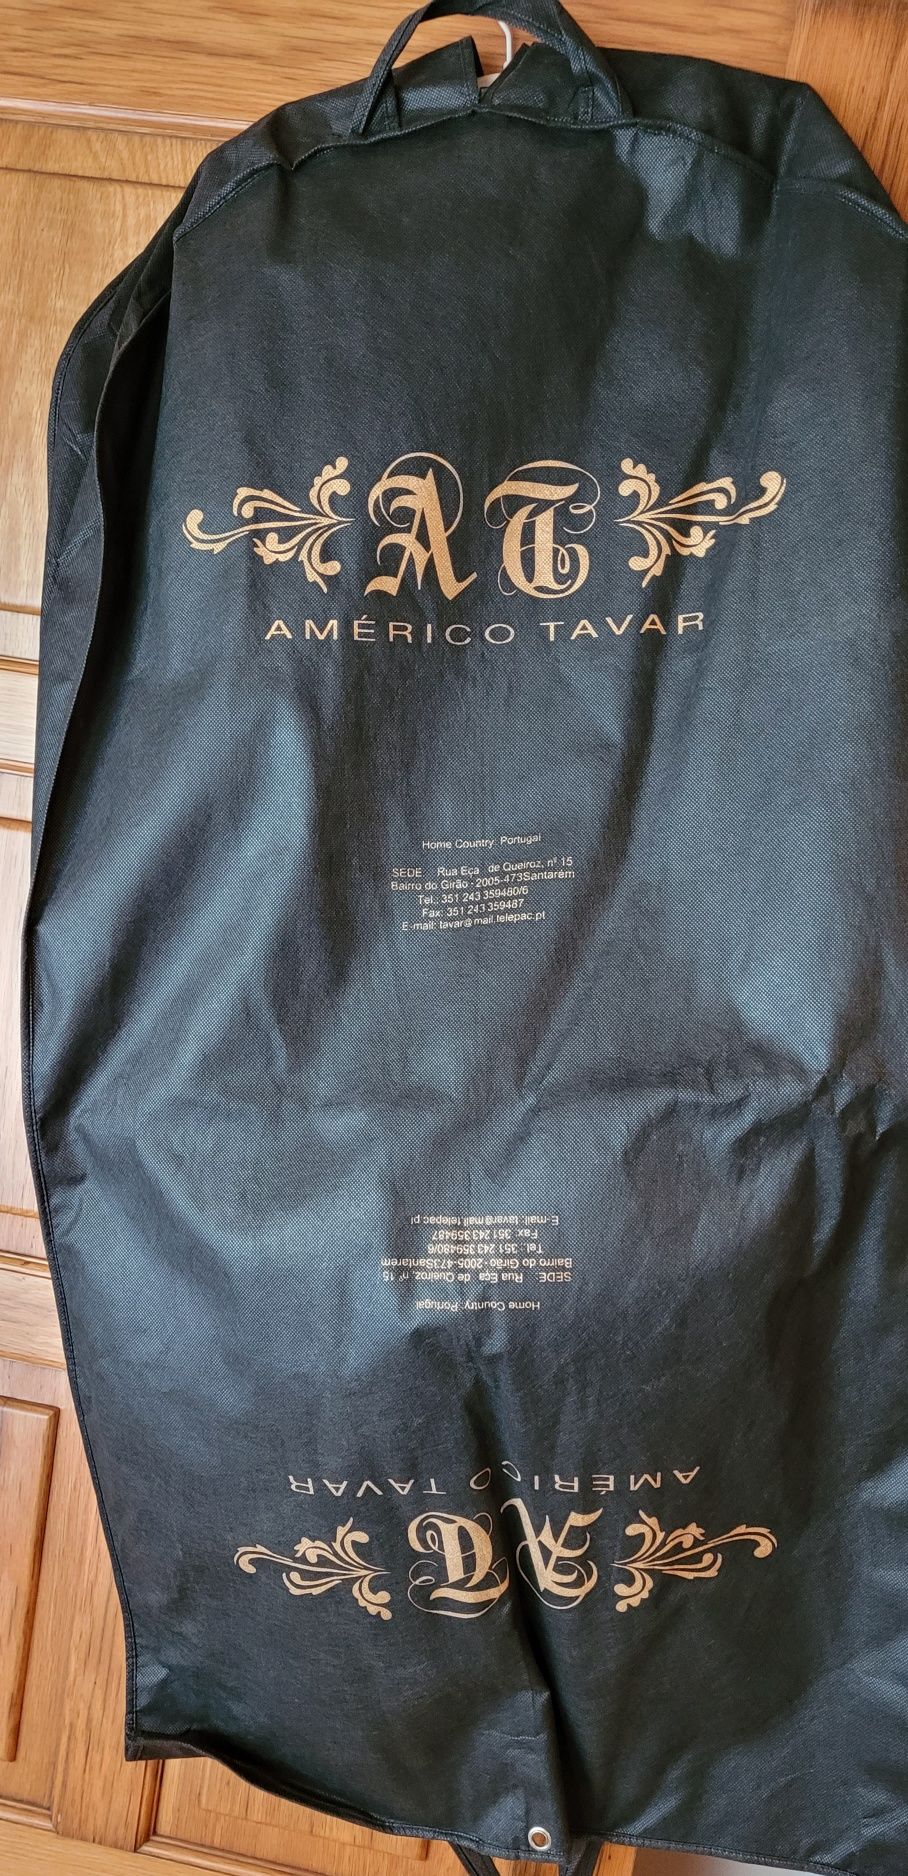 AT
AMÉRICO TAVAR
Home Country: Portugal
SEDE: Rua Eça de Queiroz, nº 15
Bairro do Girão - 2005-473Santarém
Tel.: 351 243 359480/6
Fax: 351 243 359487
E-mail: tavar@mail.telepac.pt
E-mail: tavar@mail.telepac.pt
Fax: 351 243 359487
Tel.: 351 243 359480/6
Bairro do Girão - 2005-473Santarém
SEDE: Rua Eça de Queiroz, nº 15
Home Country: Portugal
AMÉRICO TAVAR
AT